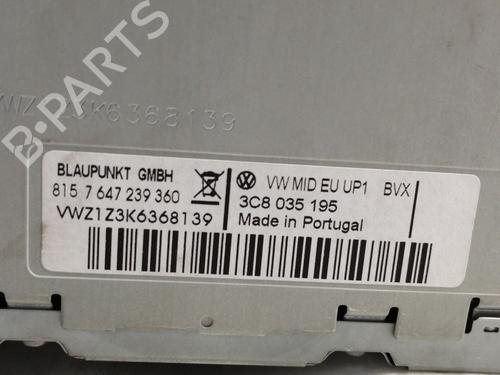 B-PARTS
VWZ1Z3K6368139
BLAUPUNKT GMBH
815 7 647 239 360
VWZ1Z3K6368139
VW MID EU UP1 BVX
3C8 035 195
Made in Portugal